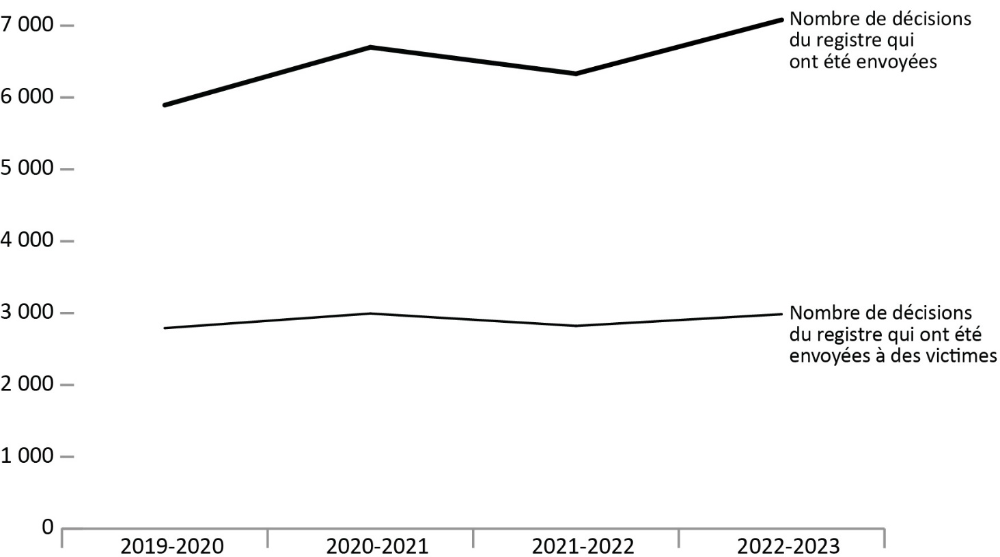 7 000
Nombre de décisions
du registre qui
ont été envoyées
6 000
5 000
4 000
3 000
Nombre de décisions
du registre qui ont été
envoyées à des victimes
2 000
1 000
0
2019-2020
2020-2021
2021-2022
2022-2023